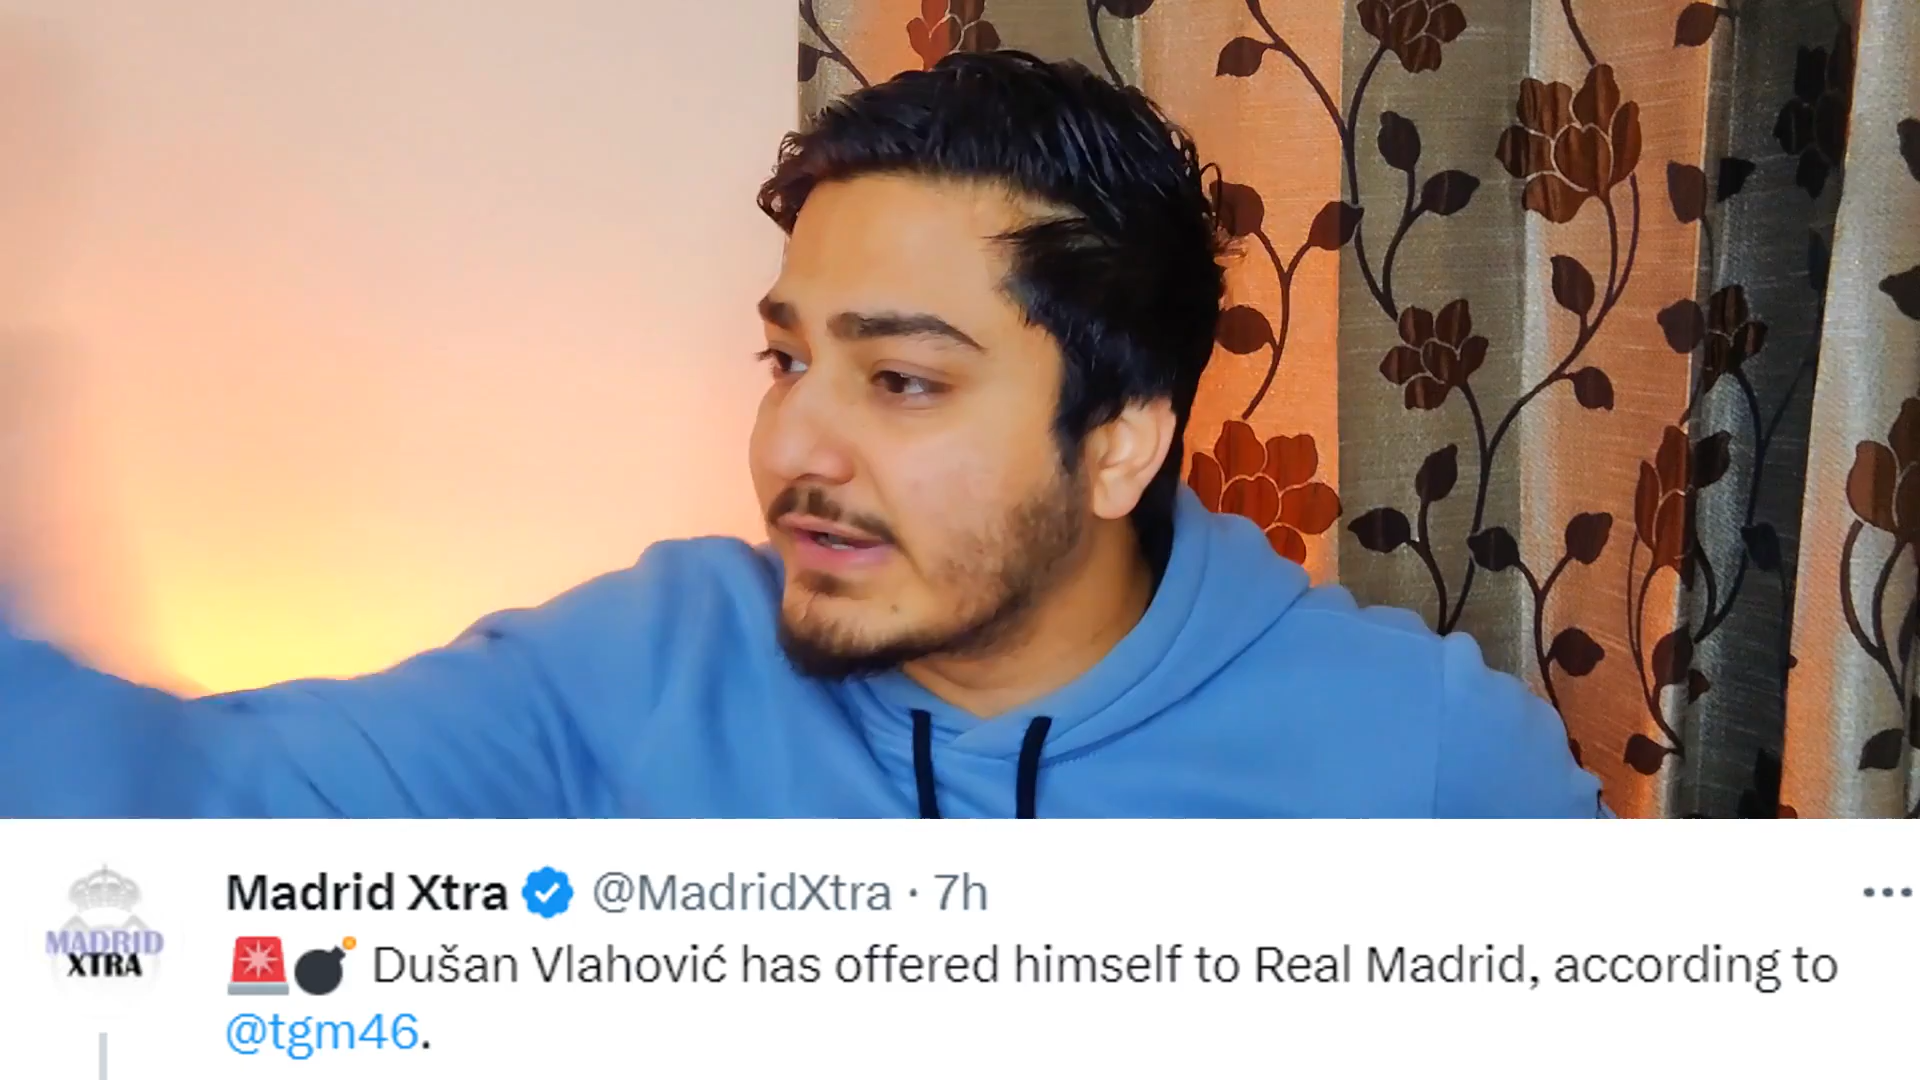 Madrid Xtra @MadridXtra · 7h
🚨💣 Dušan Vlahović has offered himself to Real Madrid, according to
@tgm46.
MADRID
XTRA